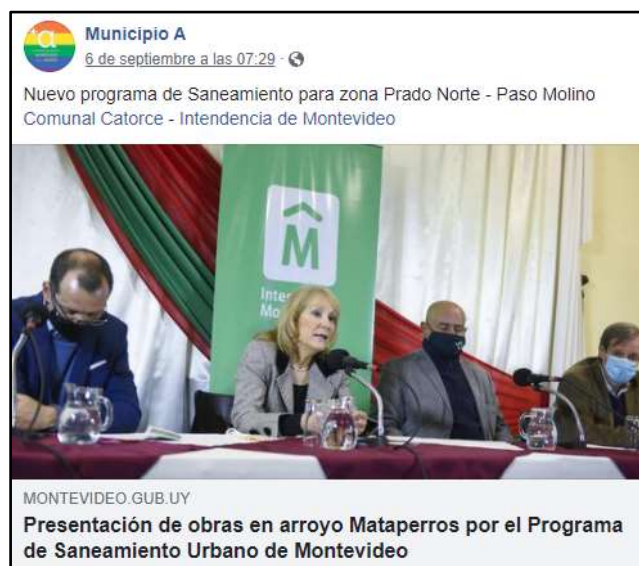 Municipio A
6 de septiembre a las 07:29 ·
Nuevo programa de Saneamiento para zona Prado Norte - Paso Molino
Comunal Catorce - Intendencia de Montevideo
M
Inte
Mo
MONTEVIDEO.GUB.UY
Presentación de obras en arroyo Mataperros por el Programa
de Saneamiento Urbano de Montevideo